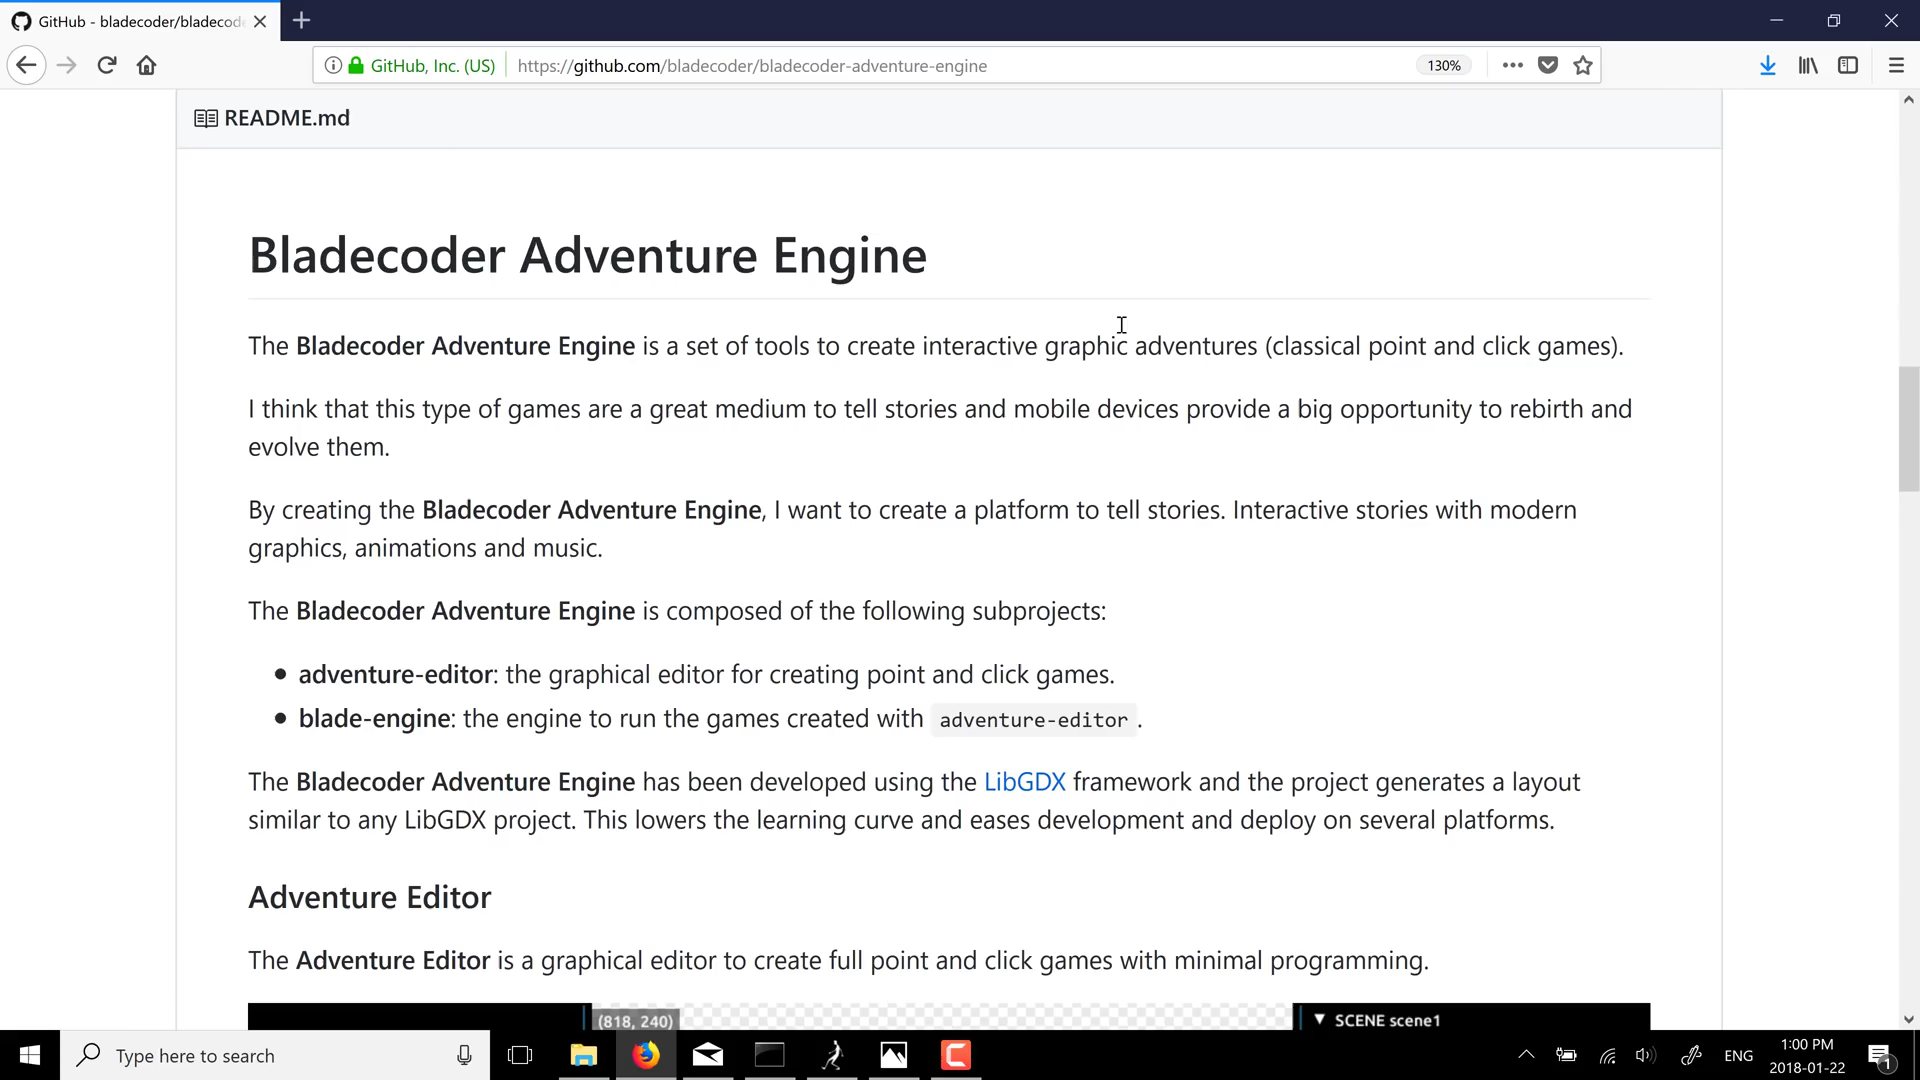 GitHub - bladecoder/bladecode
GitHub, Inc. (US)
https://github.com/bladecoder/bladecoder-adventure-engine
130%
README.md
Bladecoder Adventure Engine
The Bladecoder Adventure Engine is a set of tools to create interactive graphic adventures (classical point and click games).
I think that this type of games are a great medium to tell stories and mobile devices provide a big opportunity to rebirth and
evolve them.
By creating the Bladecoder Adventure Engine, I want to create a platform to tell stories. Interactive stories with modern
graphics, animations and music.
The Bladecoder Adventure Engine is composed of the following subprojects:
• adventure-editor: the graphical editor for creating point and click games.
• blade-engine: the engine to run the games created with adventure-editor.
The Bladecoder Adventure Engine has been developed using the LibGDX framework and the project generates a layout
similar to any LibGDX project. This lowers the learning curve and eases development and deploy on several platforms.
Adventure Editor
The Adventure Editor is a graphical editor to create full point and click games with minimal programming.
(818, 240)
SCENE scene1
Type here to search
ENG
1:00 PM
2018-01-22
1